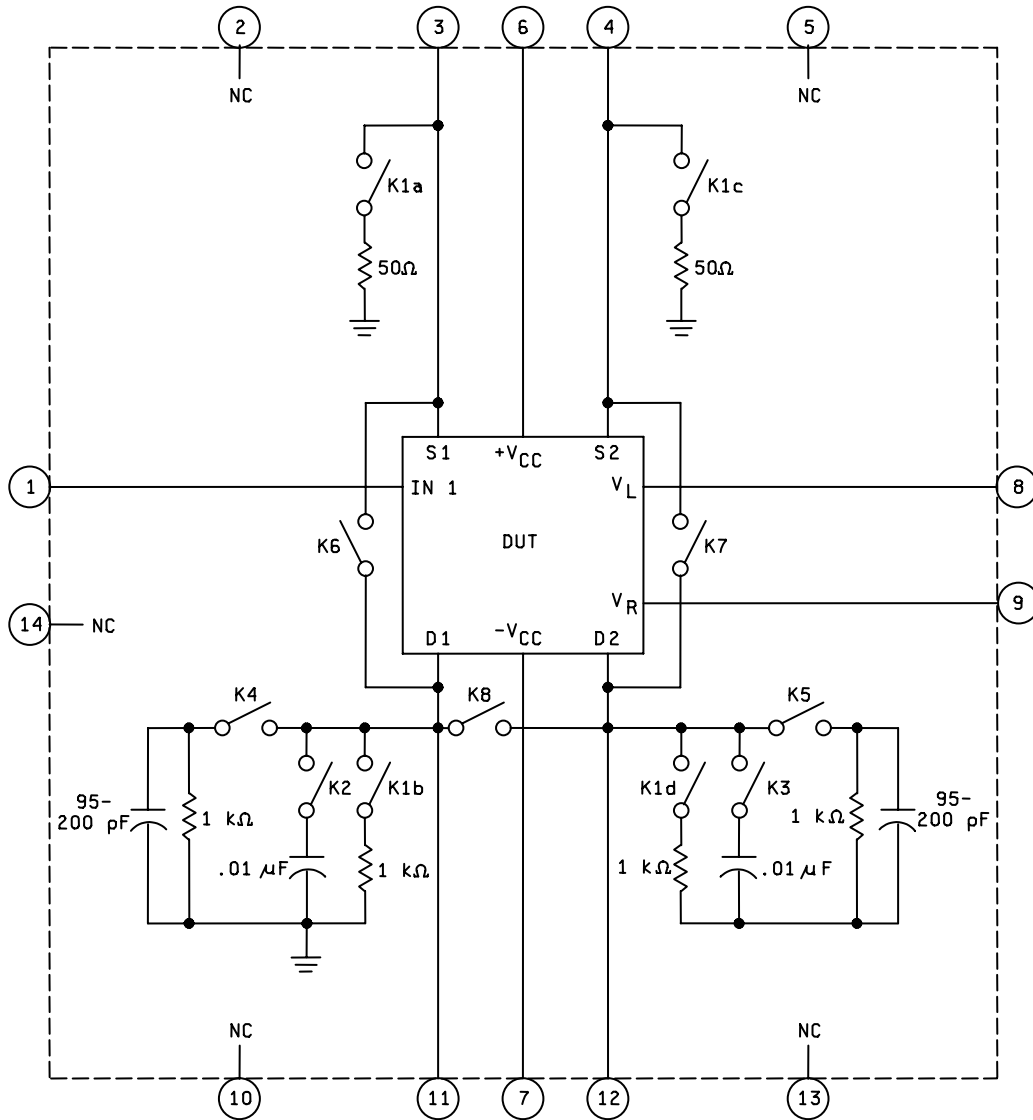 2
3
6
4
5
NC
NC
K1a
K1c
50Ω
50Ω
S1
+VCC
S2
1
IN 1
VL
8
K6
DUT
K7
VR
9
14
NC
D1
-VCC
D2
K4
K8
K5
95-
200 pF
1 kΩ
K2
K1b
.01 μF
1 kΩ
K1d
K3
1 kΩ
.01 μF
1 kΩ
95-
200 pF
NC
NC
10
11
7
12
13